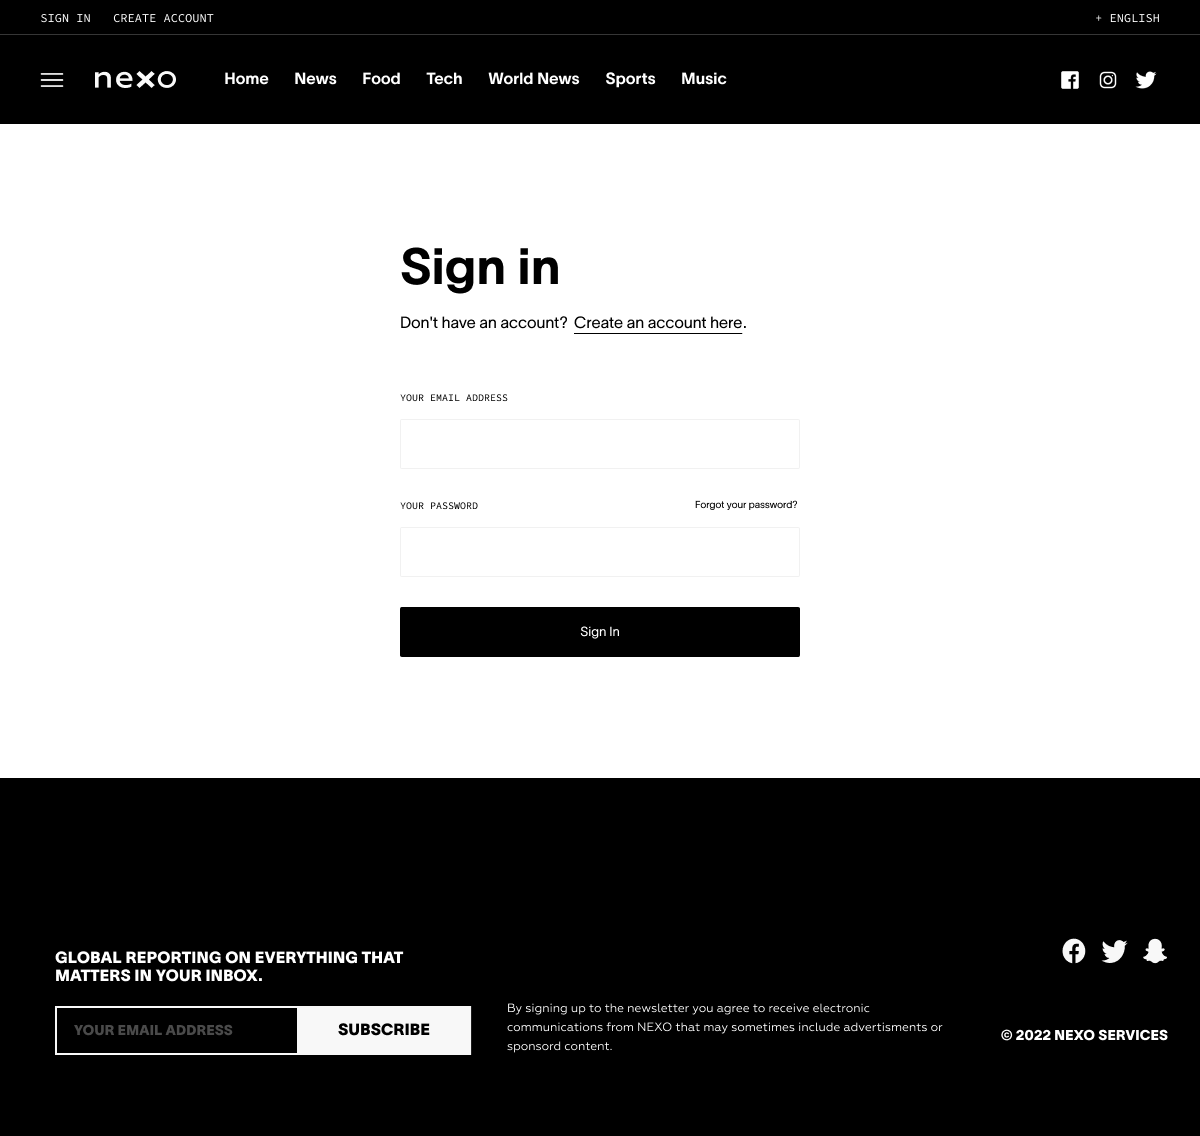 SIGN IN CREATE ACCOUNT + ENGLISH
nexo Home News Food Tech World News Sports Music
Sign in
Don't have an account? Create an account here.
YOUR EMAIL ADDRESS
YOUR PASSWORD Forgot your password?
Sign In
GLOBAL REPORTING ON EVERYTHING THAT
MATTERS IN YOUR INBOX.
YOUR EMAIL ADDRESS SUBSCRIBE
By signing up to the newsletter you agree to receive electronic
communications from NEXO that may sometimes include advertisments or
sponsord content.
© 2022 NEXO SERVICES